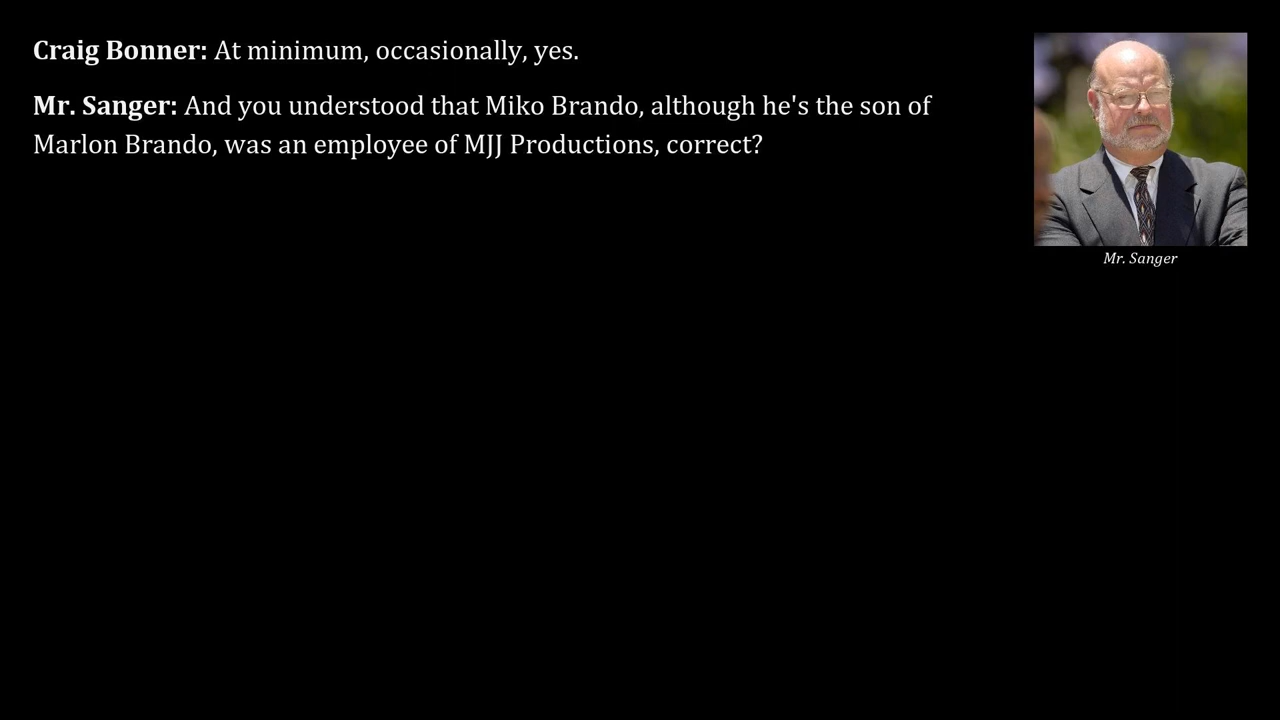 Craig Bonner: At minimum, occasionally, yes.
Mr. Sanger: And you understood that Miko Brando, although he's the son of
Marlon Brando, was an employee of MJJ Productions, correct?
Mr. Sanger